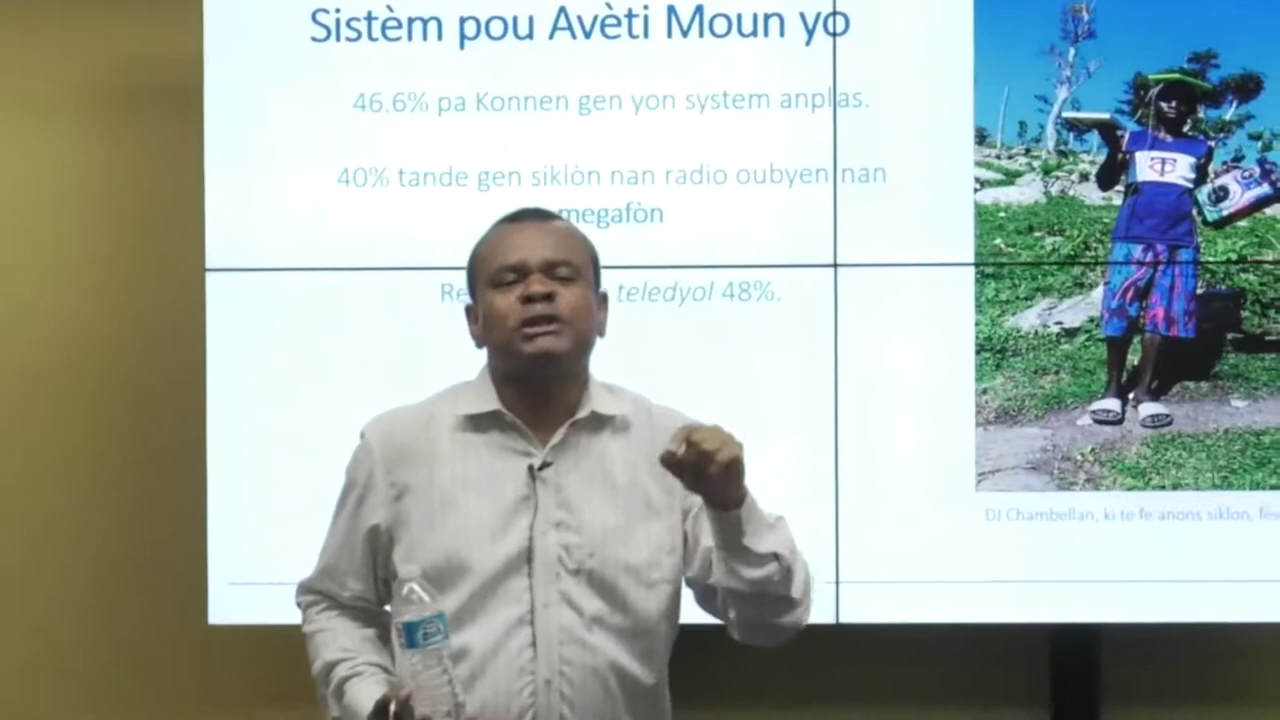 Sistèm pou Avèti Moun yo
46.6% pa Konnen gen yon system anplas.
40% tande gen siklòn nan radio oubyen nan
megafòn
teledyol 48%.
DJ Chambellan, ki te fe anons siklon,